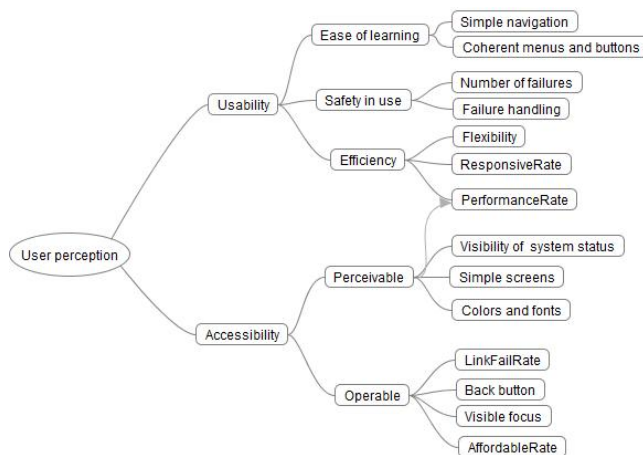 Simple navigation
Ease of learning
Coherent menus and buttons
Number of failures
Usability
Safety in use
Failure handling
Flexibility
Efficiency
ResponsiveRate
PerformanceRate
User perception
Visibility of system status
Perceivable
Simple screens
Colors and fonts
Accessibility
LinkFailRate
Back button
Operable
Visible focus
AffordableRate